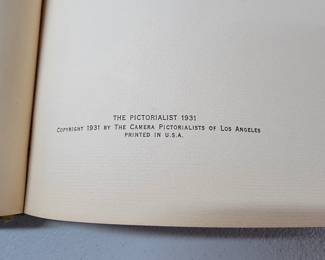 THE PICTORIALIST 1931
COPYRIGHT 1931 BY THE CAMERA PICTORIALISTS OF LOS ANGELES
PRINTED IN U.S.A.